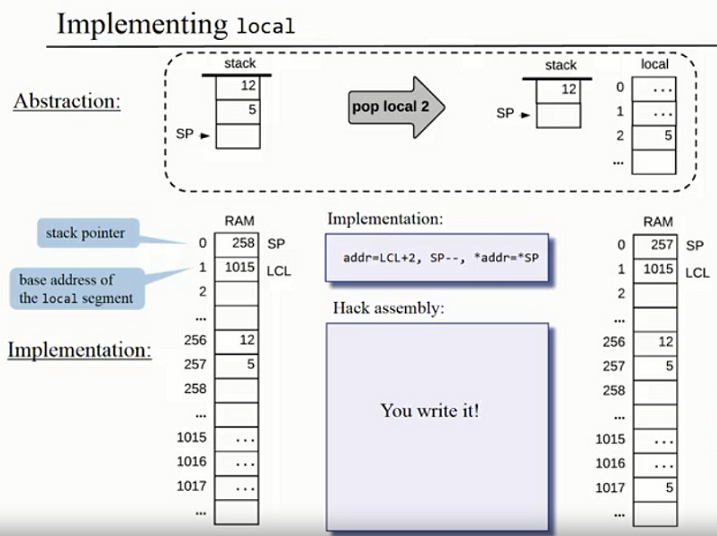 Implementing local
Abstraction:
stack
12
5
SP
pop local 2
stack
12
SP
local
0 ...
1 ...
2 5
...
stack pointer
base address of
the local segment
Implementation:
RAM
0 258 SP
1 1015 LCL
2
...
256 12
257 5
258
...
1015 ...
1016 ...
1017 ...
...
Implementation:
addr=LCL+2, SP--, *addr=*SP
Hack assembly:
You write it!
RAM
0 257 SP
1 1015 LCL
2
...
256 12
257 5
258
...
1015 ...
1016 ...
1017 5
...